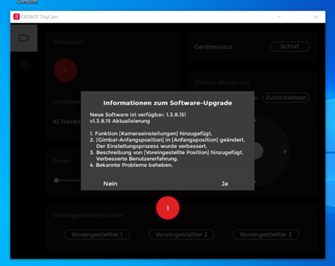 OBSBOT TinyCam
Verbinden
1
Gerätestatus
Schlaf
Gimbal-Steuerung
Zurücksetzen
KI Tracking
Zoom
Informationen zum Software-Upgrade
Neue Software ist verfügbar: 1.3.8.15!
v1.3.8.15 Aktualisierung
1. Funktion [Kameraeinstellungen] hinzugefügt.
2. [Gimbal-Anfangsposition] in [Anfangsposition] geändert.
Der Einstellungsprozess wurde verbessert.
3. Beschreibung von [Voreingestellte Position] hinzugefügt.
Verbesserte Benutzererfahrung.
4. Bekannte Probleme beheben.
Nein
Ja
1
Voreingestellte Position
Voreingestellter 1
Voreingestellter 2
Voreingestellter 3